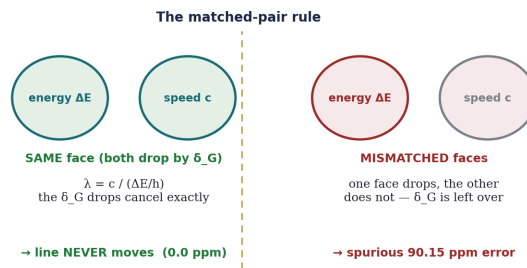 The matched-pair rule
energy ΔE
speed c
SAME face (both drop by δ_G)
λ = c / (ΔE/h)
the δ_G drops cancel exactly
→ line NEVER moves  (0.0 ppm)
energy ΔE
speed c
MISMATCHED faces
one face drops, the other
does not — δ_G is left over
→ spurious 90.15 ppm error